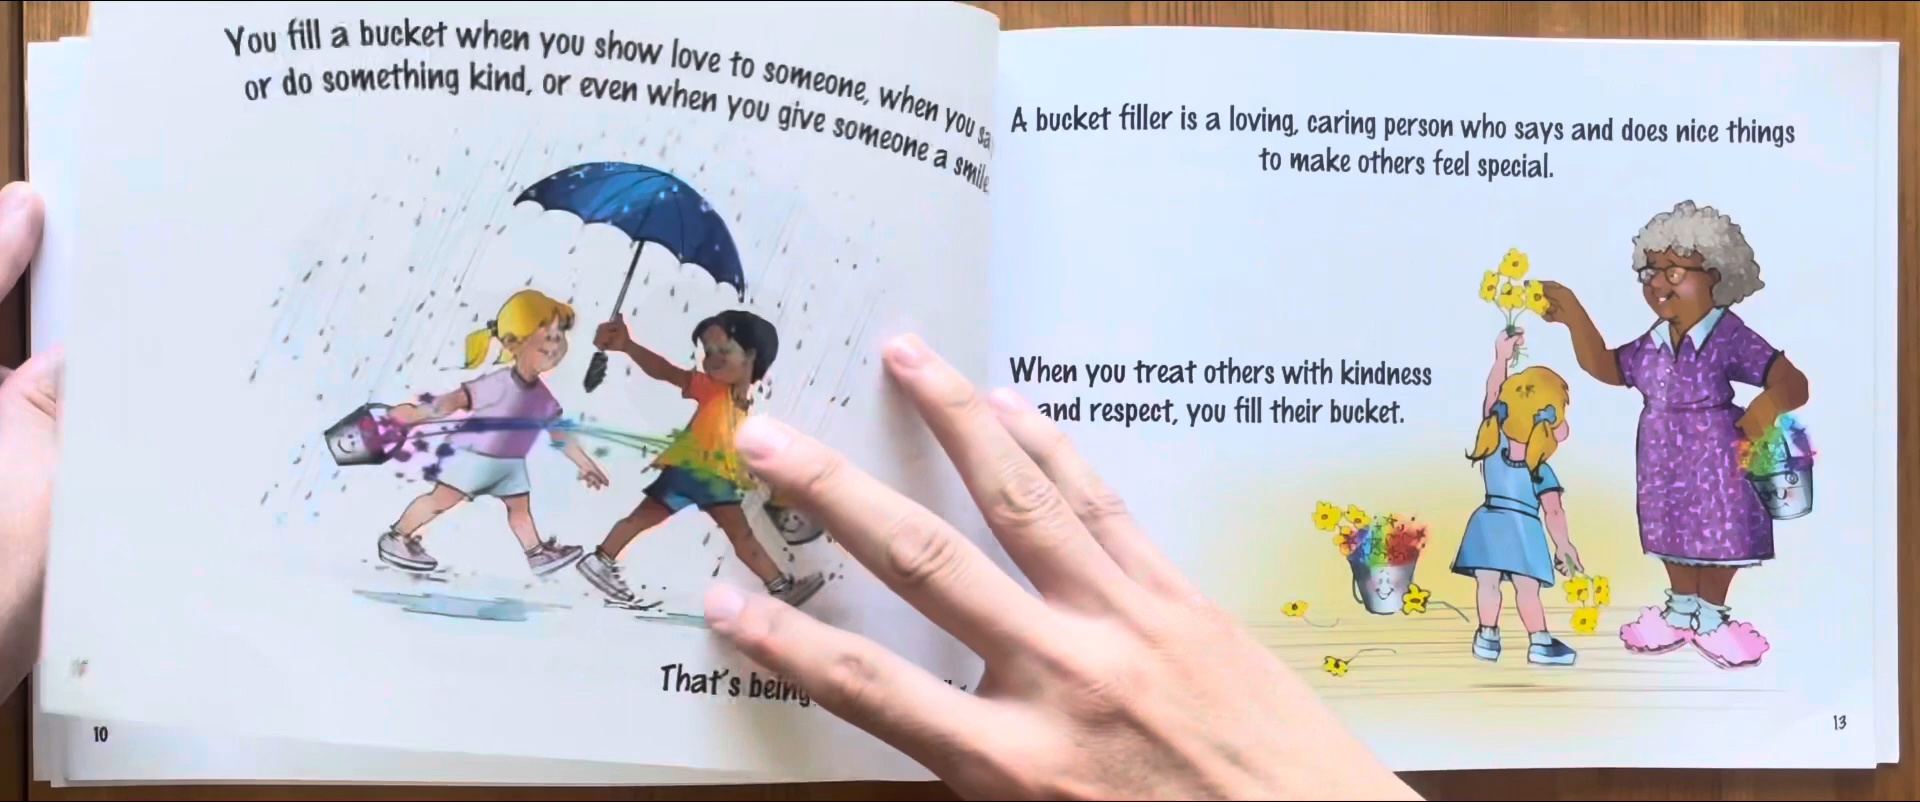 You fill a bucket when you show love to someone, when you
or do something kind, or even when you give someone a smile
That's being
10
A bucket filler is a loving, caring person who says and does nice things
to make others feel special.
When you treat others with kindness
and respect, you fill their bucket.
13